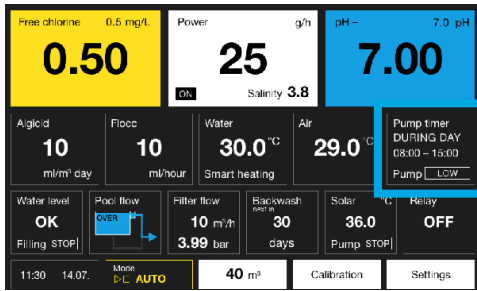 Free chlorine 0.5 mg/L
0.50
Power g/h
25
ON Salinity 3.8
pH – 7.0 pH
7.00
Algicid
10
ml/m³ day
Flocc
10
ml/hour
Water
30.0 °C
Smart heating
Air
29.0 °C
Pump timer
DURING DAY
08:00 – 15:00
Pump LOW
Water level
OK
Filling STOP
Pool flow
OVER
Filter flow
10 m³/h
3.99 bar
Backwash
next in
30
days
Solar °C
36.0
Pump STOP
Relay
OFF
11:30 14.07.
Mode
AUTO
40 m³
Calibration
Settings